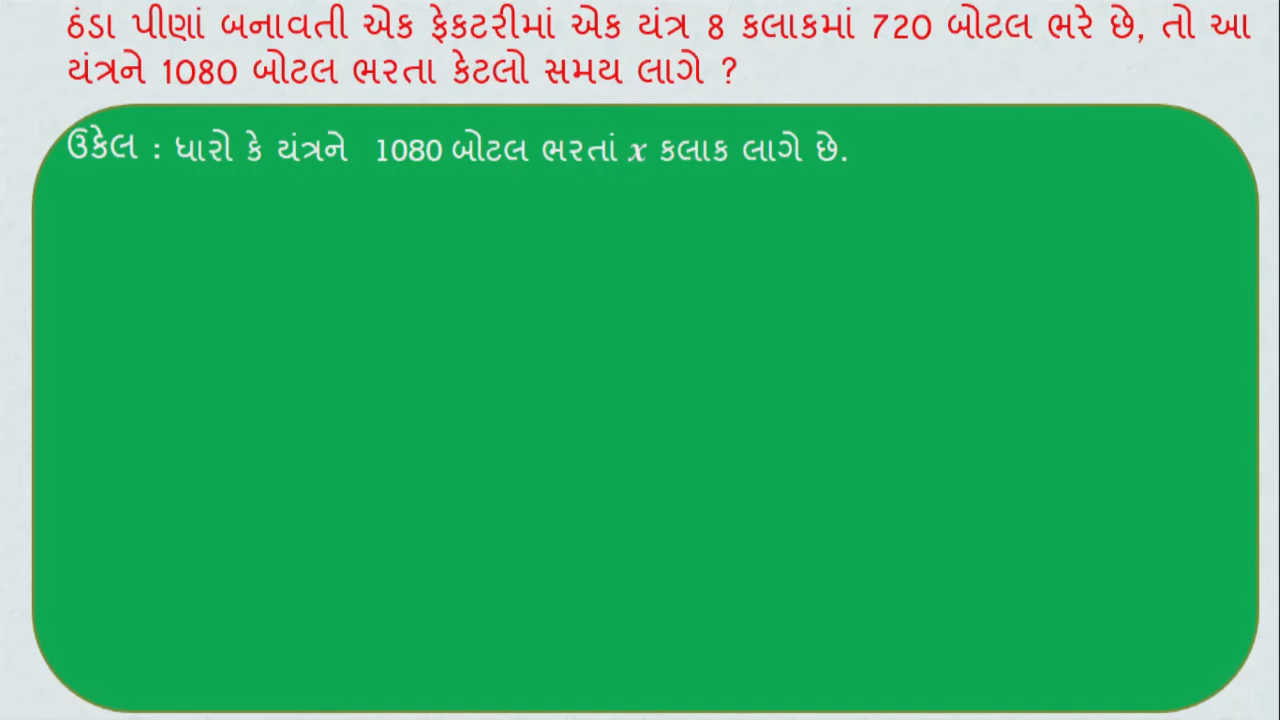 ઠંડા પીણાં બનાવતી એક ફેકટરીમાં એક યંત્ર 8 કલાકમાં 720 બોટલ ભરે છે, તો આ
યંત્રને 1080 બોટલ ભરતા કેટલો સમય લાગે ?
ઉકેલ : ધારો કે યંત્રને 1080 બોટલ ભરતાં x કલાક લાગે છે.